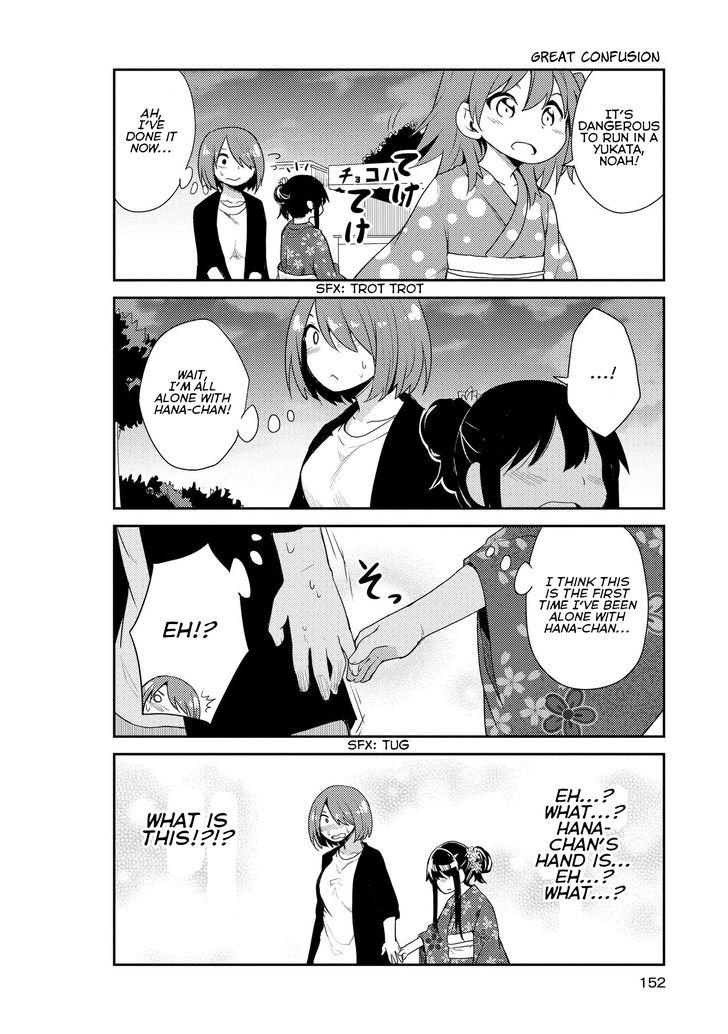 GREAT CONFUSION
IT'S
DANGEROUS
TO RUN IN A
YUKATA,
NOAH!
てけ
てけ
チョコバ
AH,
I'VE
DONE IT
NOW...
SFX: TROT TROT
...!
WAIT,
I'M ALL
ALONE WITH
HANA-CHAN!
I THINK THIS
IS THE FIRST
TIME I'VE BEEN
ALONE WITH
HANA-CHAN...
そっ
EH!?
SFX: TUG
EH...?
WHAT...?
HANA-
CHAN'S
HAND IS...
EH...?
WHAT...?
WHAT IS
THIS!?!?
152